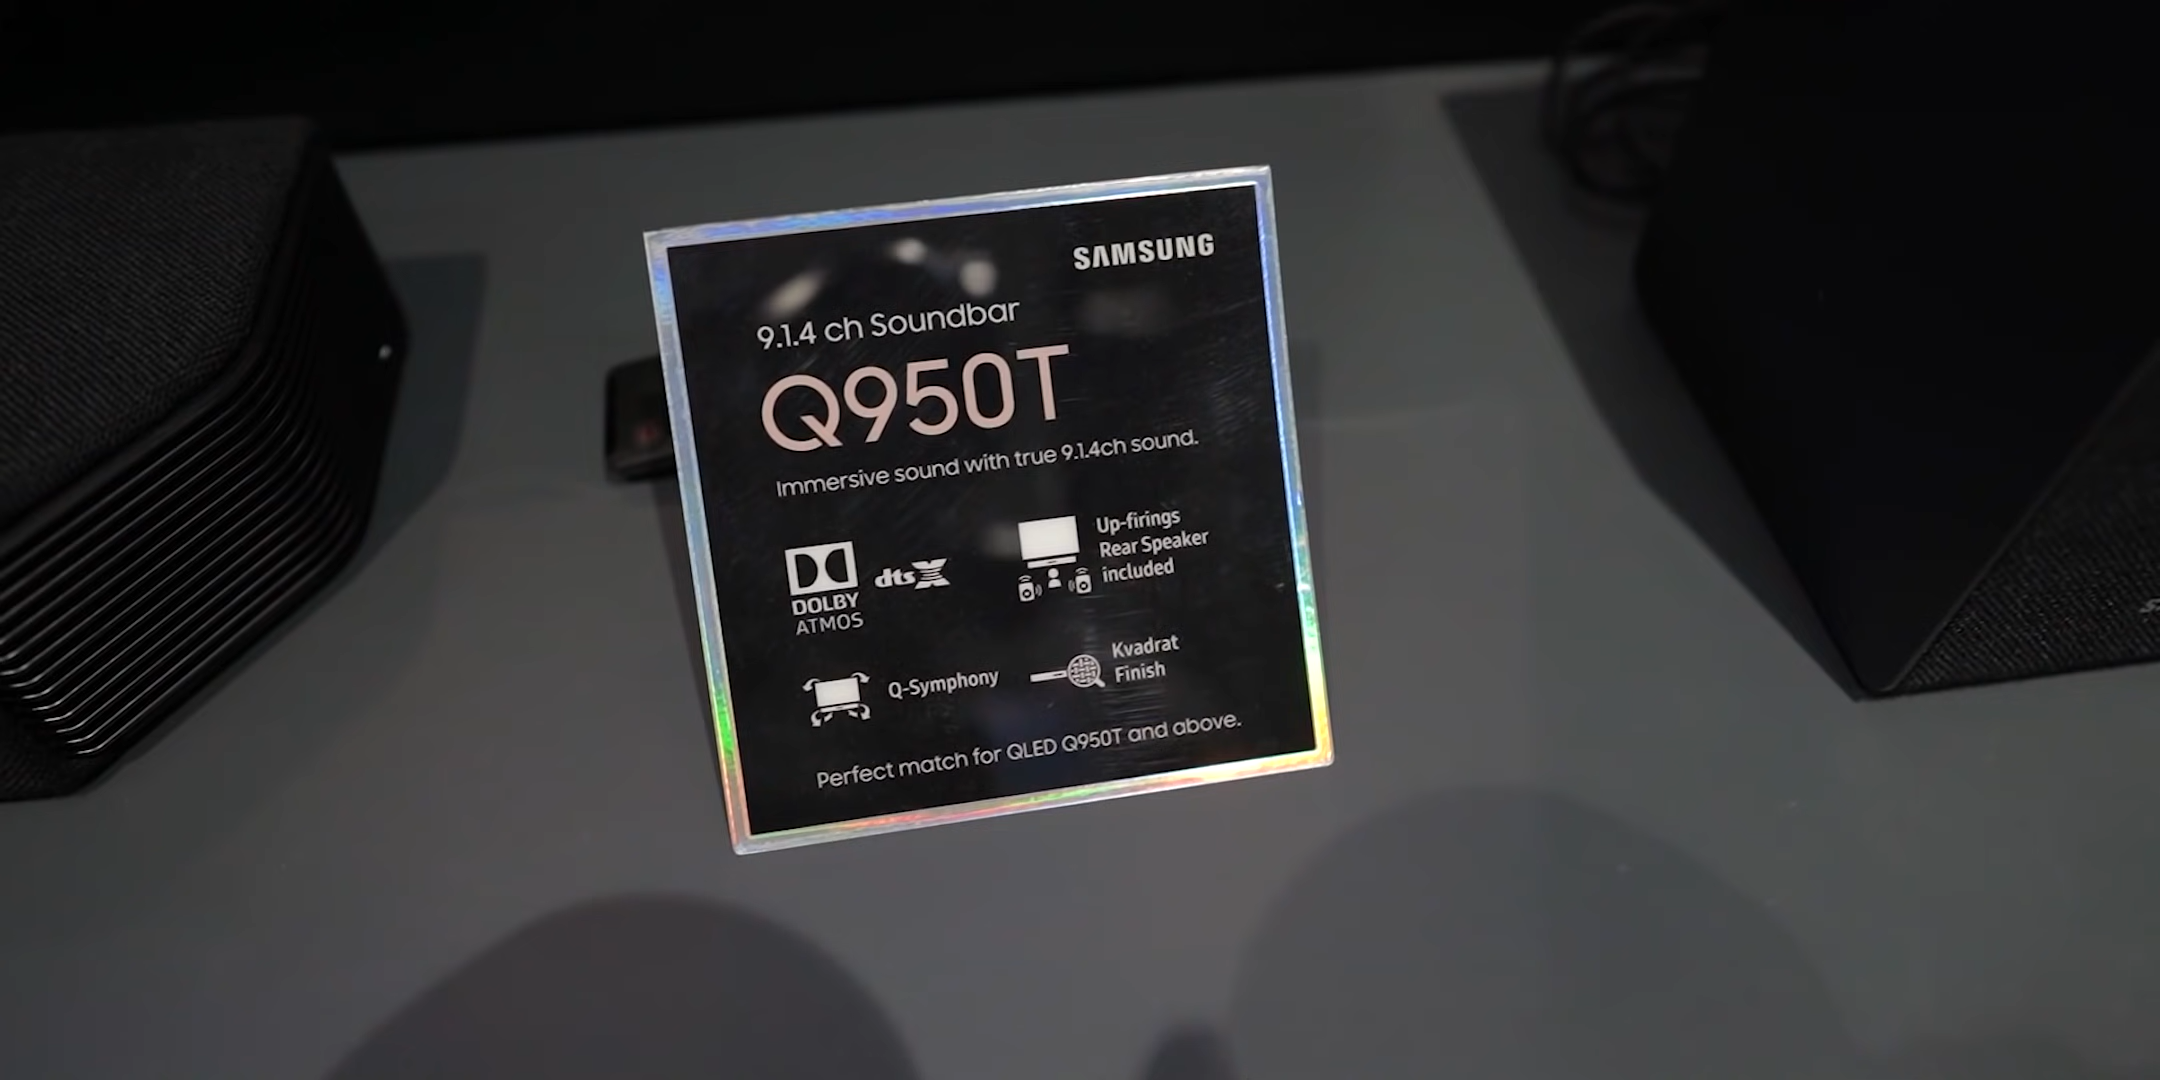 SAMSUNG
9.1.4 ch Soundbar
Q950T
Immersive sound with true 9.1.4ch sound.
DOLBY
ATMOS
dts X
Up-firings
Rear Speaker
included
Q-Symphony
Kvadrat
Finish
Perfect match for QLED Q950T and above.